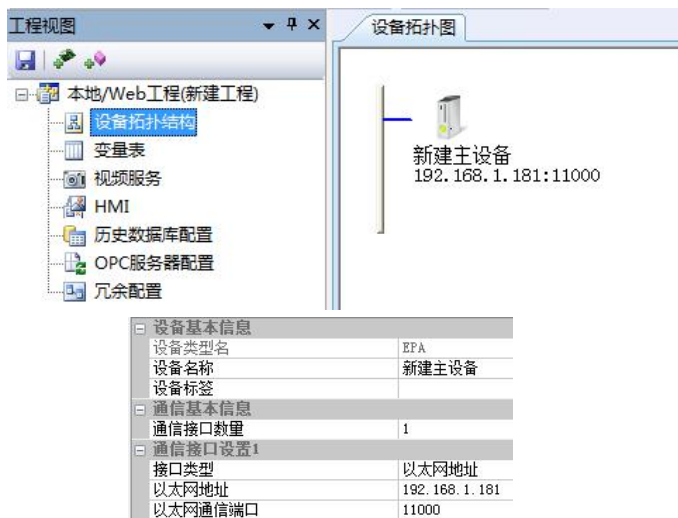 工程视图
设备拓扑图
本地/Web工程(新建工程)
设备拓扑结构
变量表
视频服务
HMI
历史数据库配置
OPC服务器配置
冗余配置
新建主设备
192.168.1.181:11000
设备基本信息
设备类型名 EPA
设备名称 新建主设备
设备标签
通信基本信息
通信接口数量 1
通信接口设置1
接口类型 以太网地址
以太网地址 192.168.1.181
以太网通信端口 11000